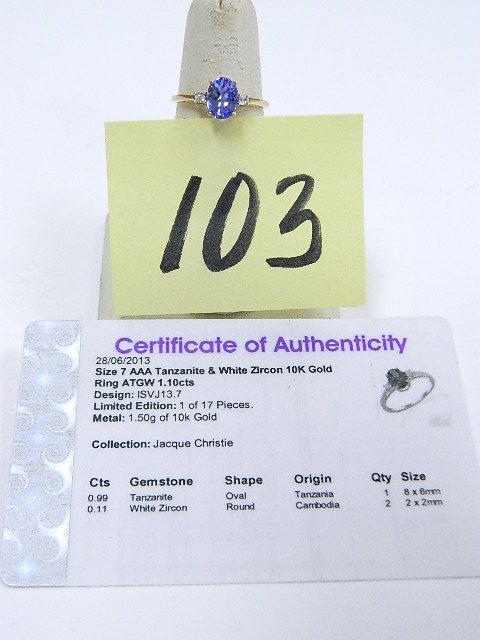 103
Certificate of Authenticity
28/06/2013
Size 7 AAA Tanzanite & White Zircon 10K Gold
Ring ATGW 1.10cts
Design: ISVJ13.7
Limited Edition: 1 of 17 Pieces.
Metal: 1.50g of 10k Gold
Collection: Jacque Christie
Cts Gemstone Shape Origin Qty Size
0.99 Tanzanite Oval Tanzania 1 8 x 6mm
0.11 White Zircon Round Cambodia 2 2 x 2mm